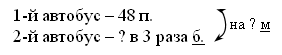 1-й автобус – 48 п.
2-й автобус – ? в 3 раза б.
на ? м